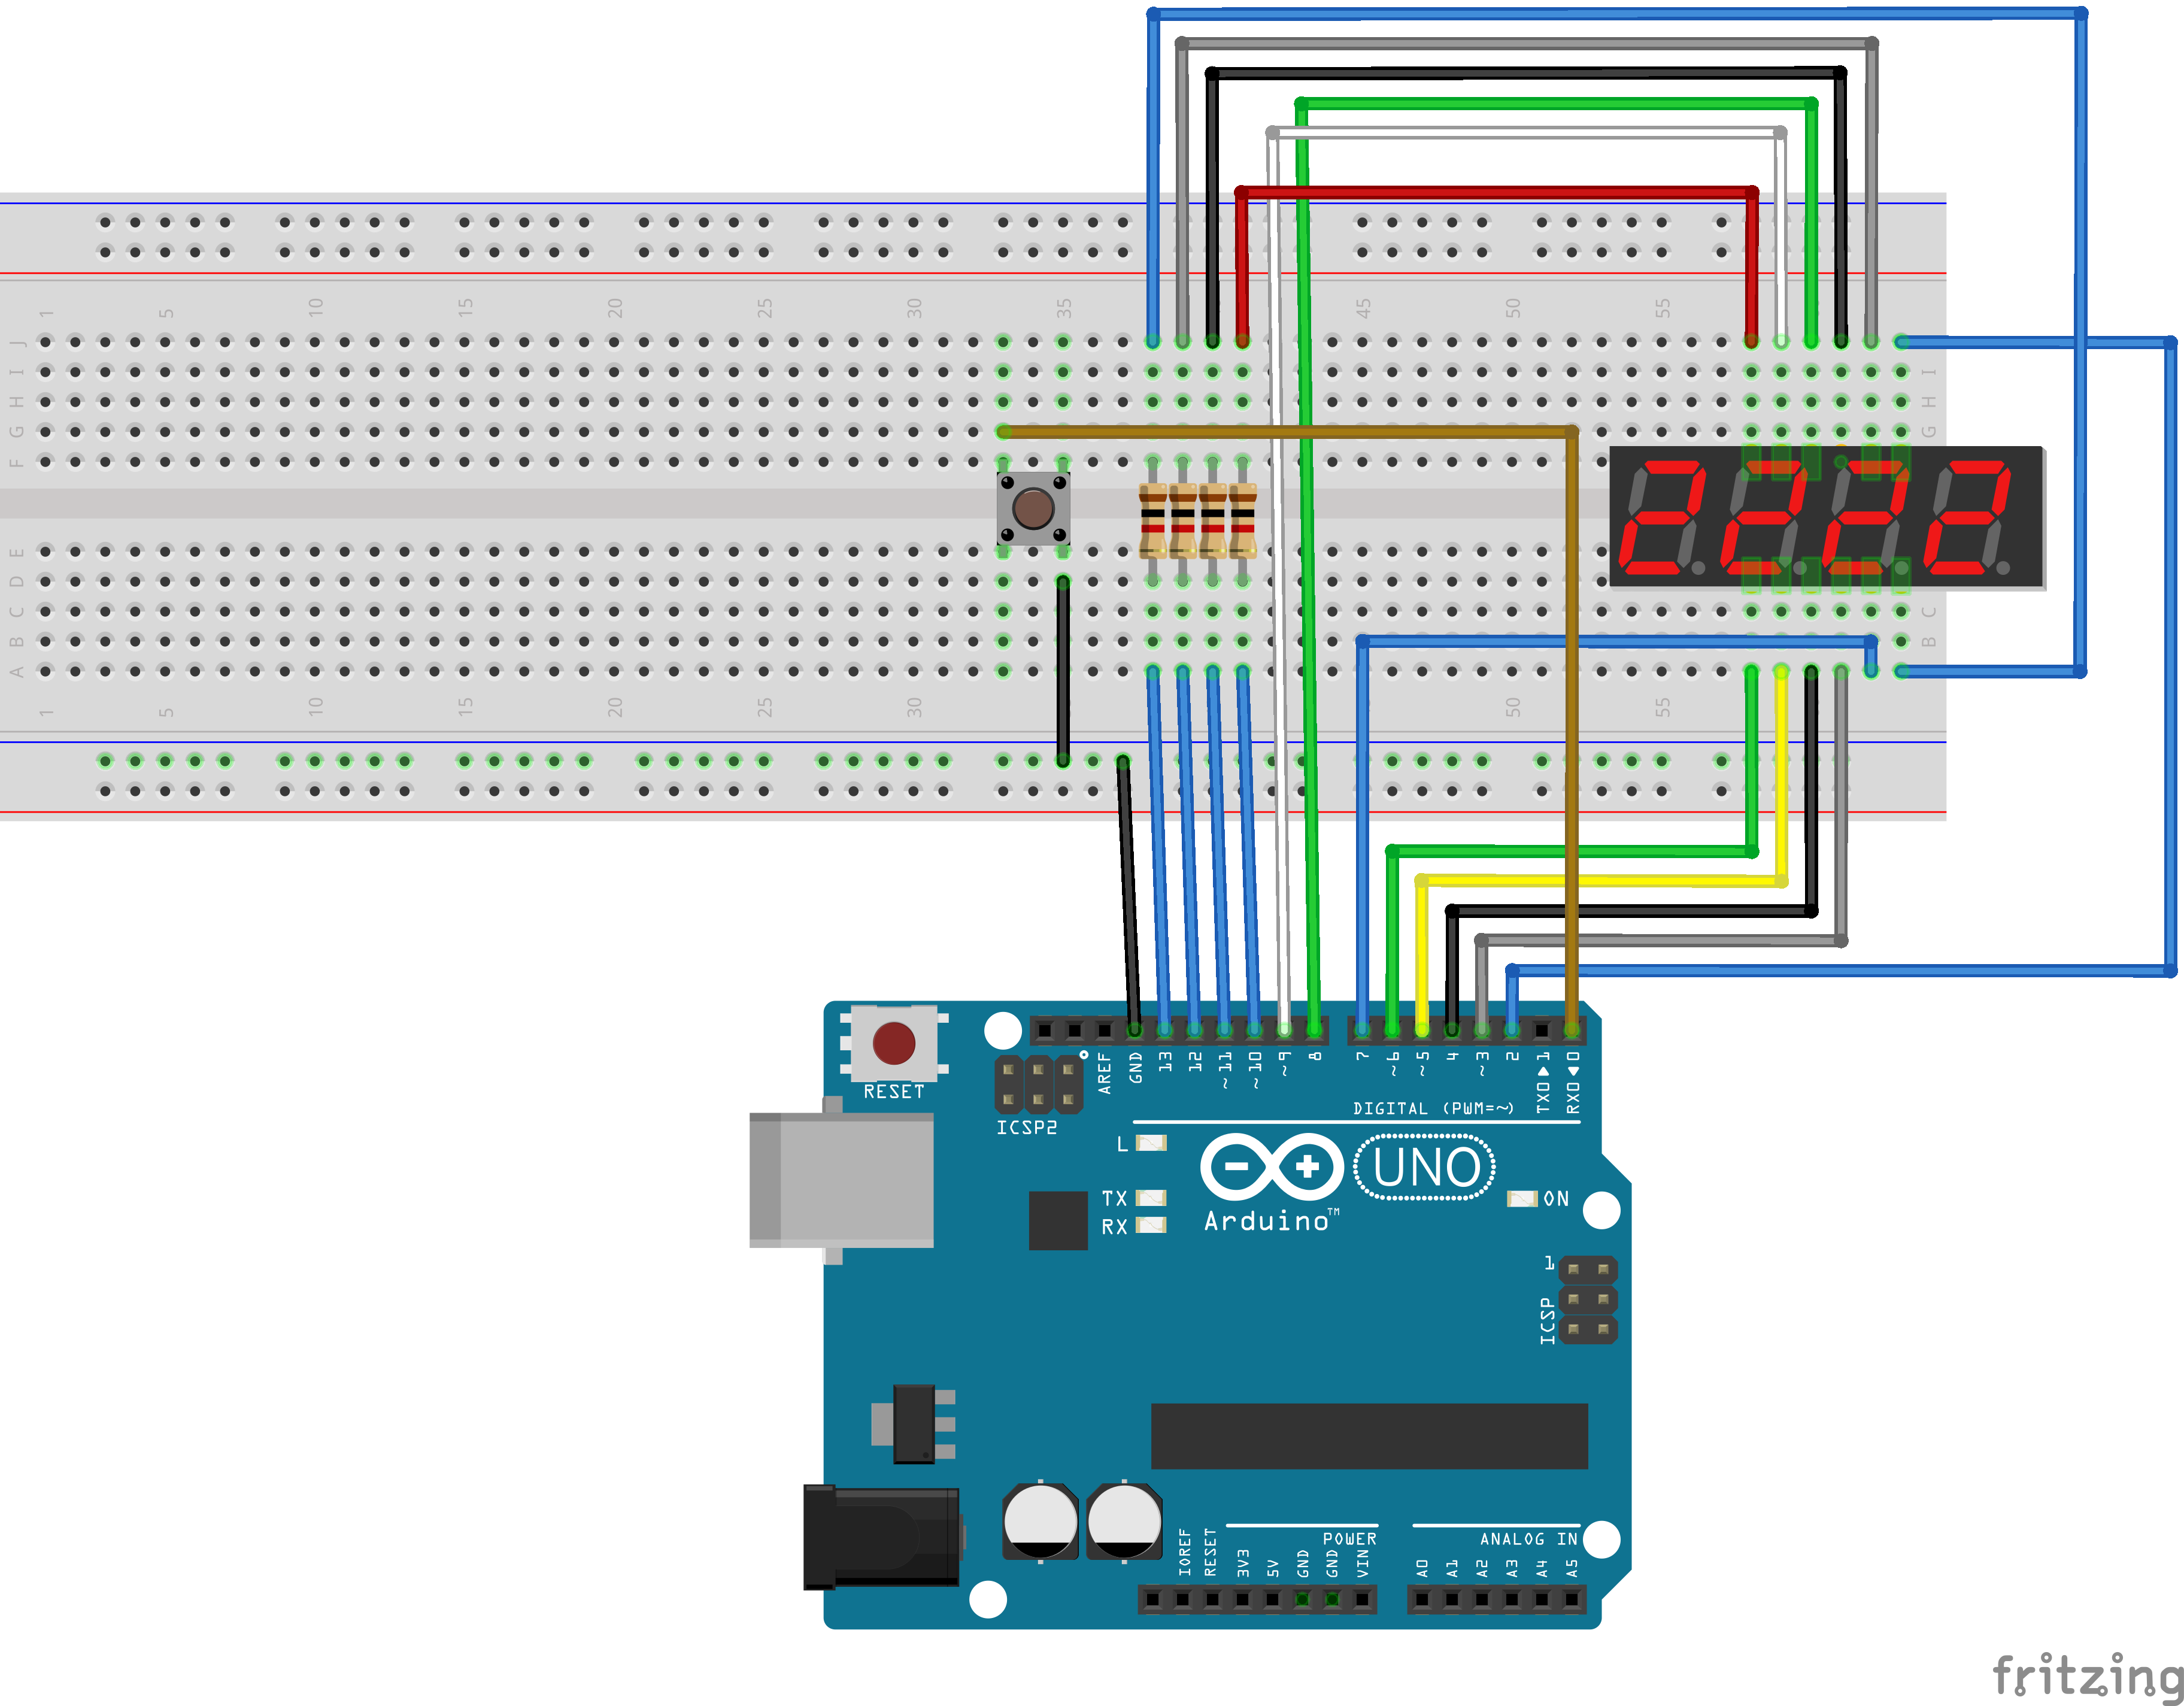 1 5 10 15 20 25 30 35 45 50 55
J
I I
H H
G G
F
E
D
C C
B B
A
1 5 10 15 20 25 30 50 55
RESET
ICSP2
AREF
GND
13
12
~11
~10
~9
8
7
~6
~5
4
~3
2
TX0▶1
RX0◀0
DIGITAL (PWM=~)
L
TX
RX
UNO
ON
Arduino™
1
ICSP
IOREF
RESET
3V3
5V
GND
GND
VIN
POWER
A0
A1
A2
A3
A4
A5
ANALOG IN
fritzing